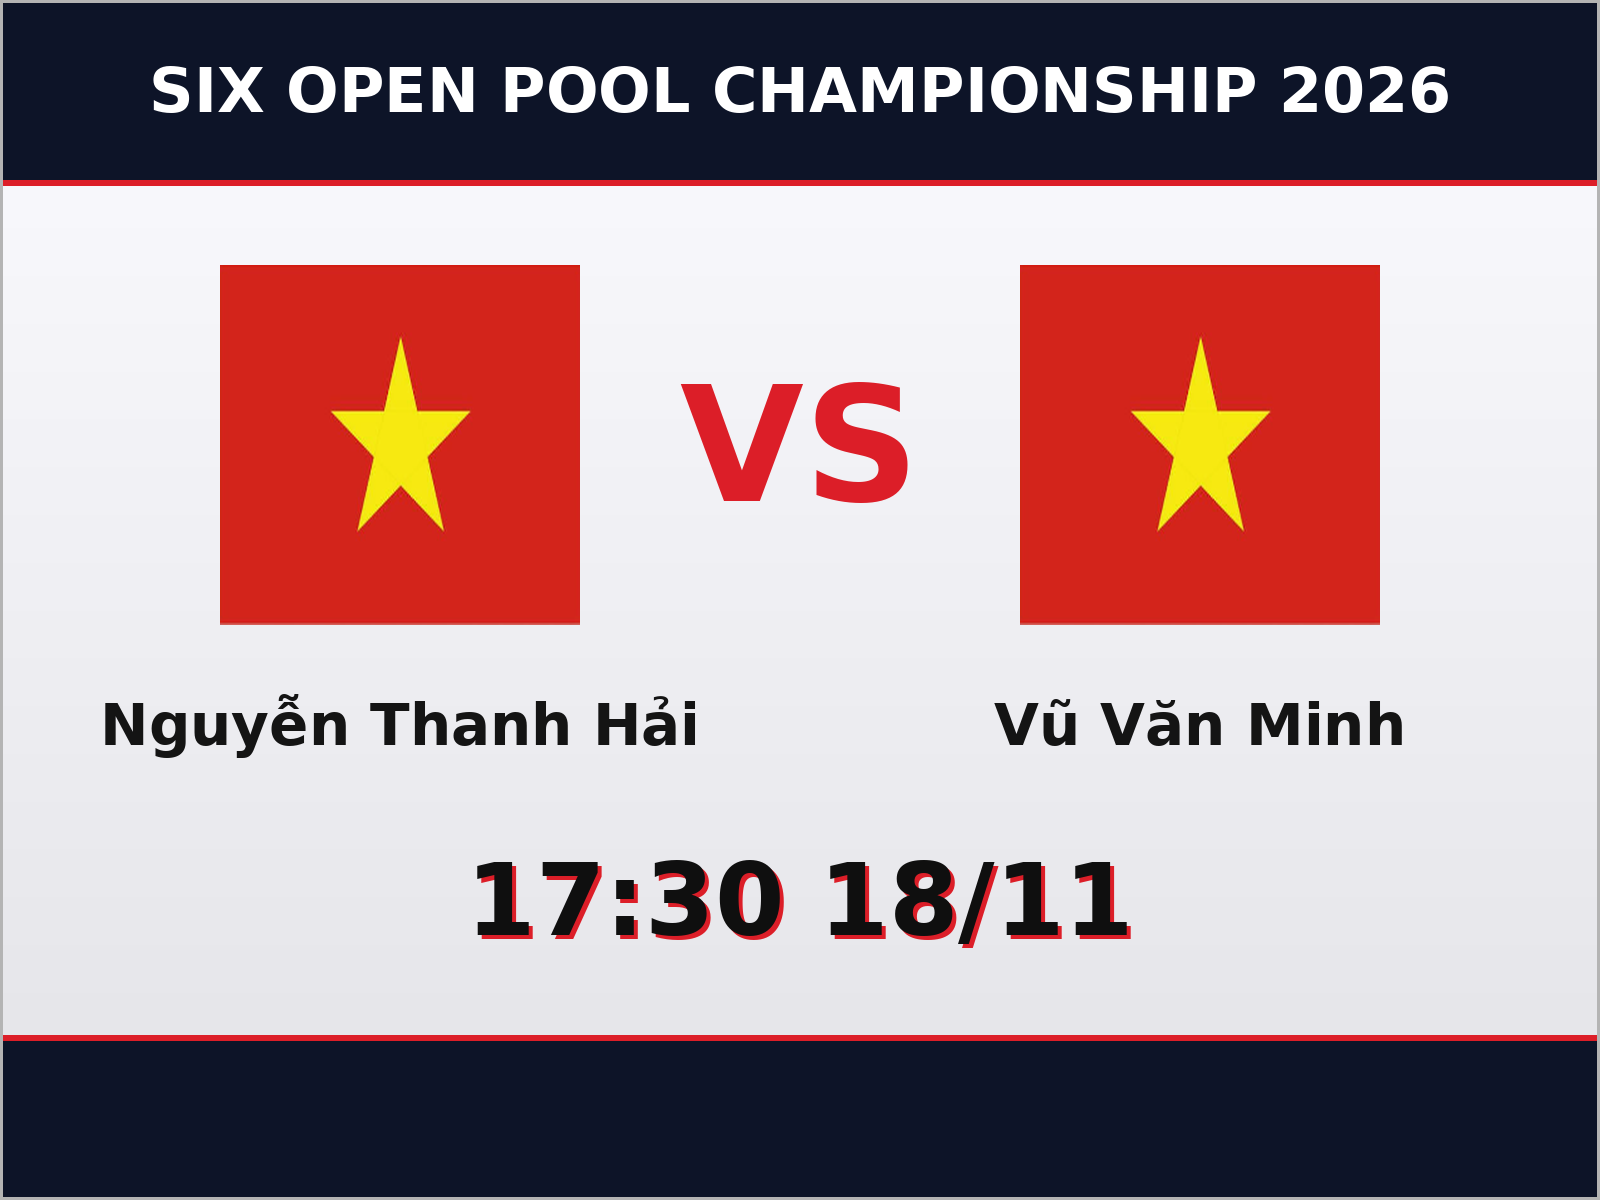 SIX OPEN POOL CHAMPIONSHIP 2026
VS
Nguyễn Thanh Hải
Vũ Văn Minh
17:30 18/11